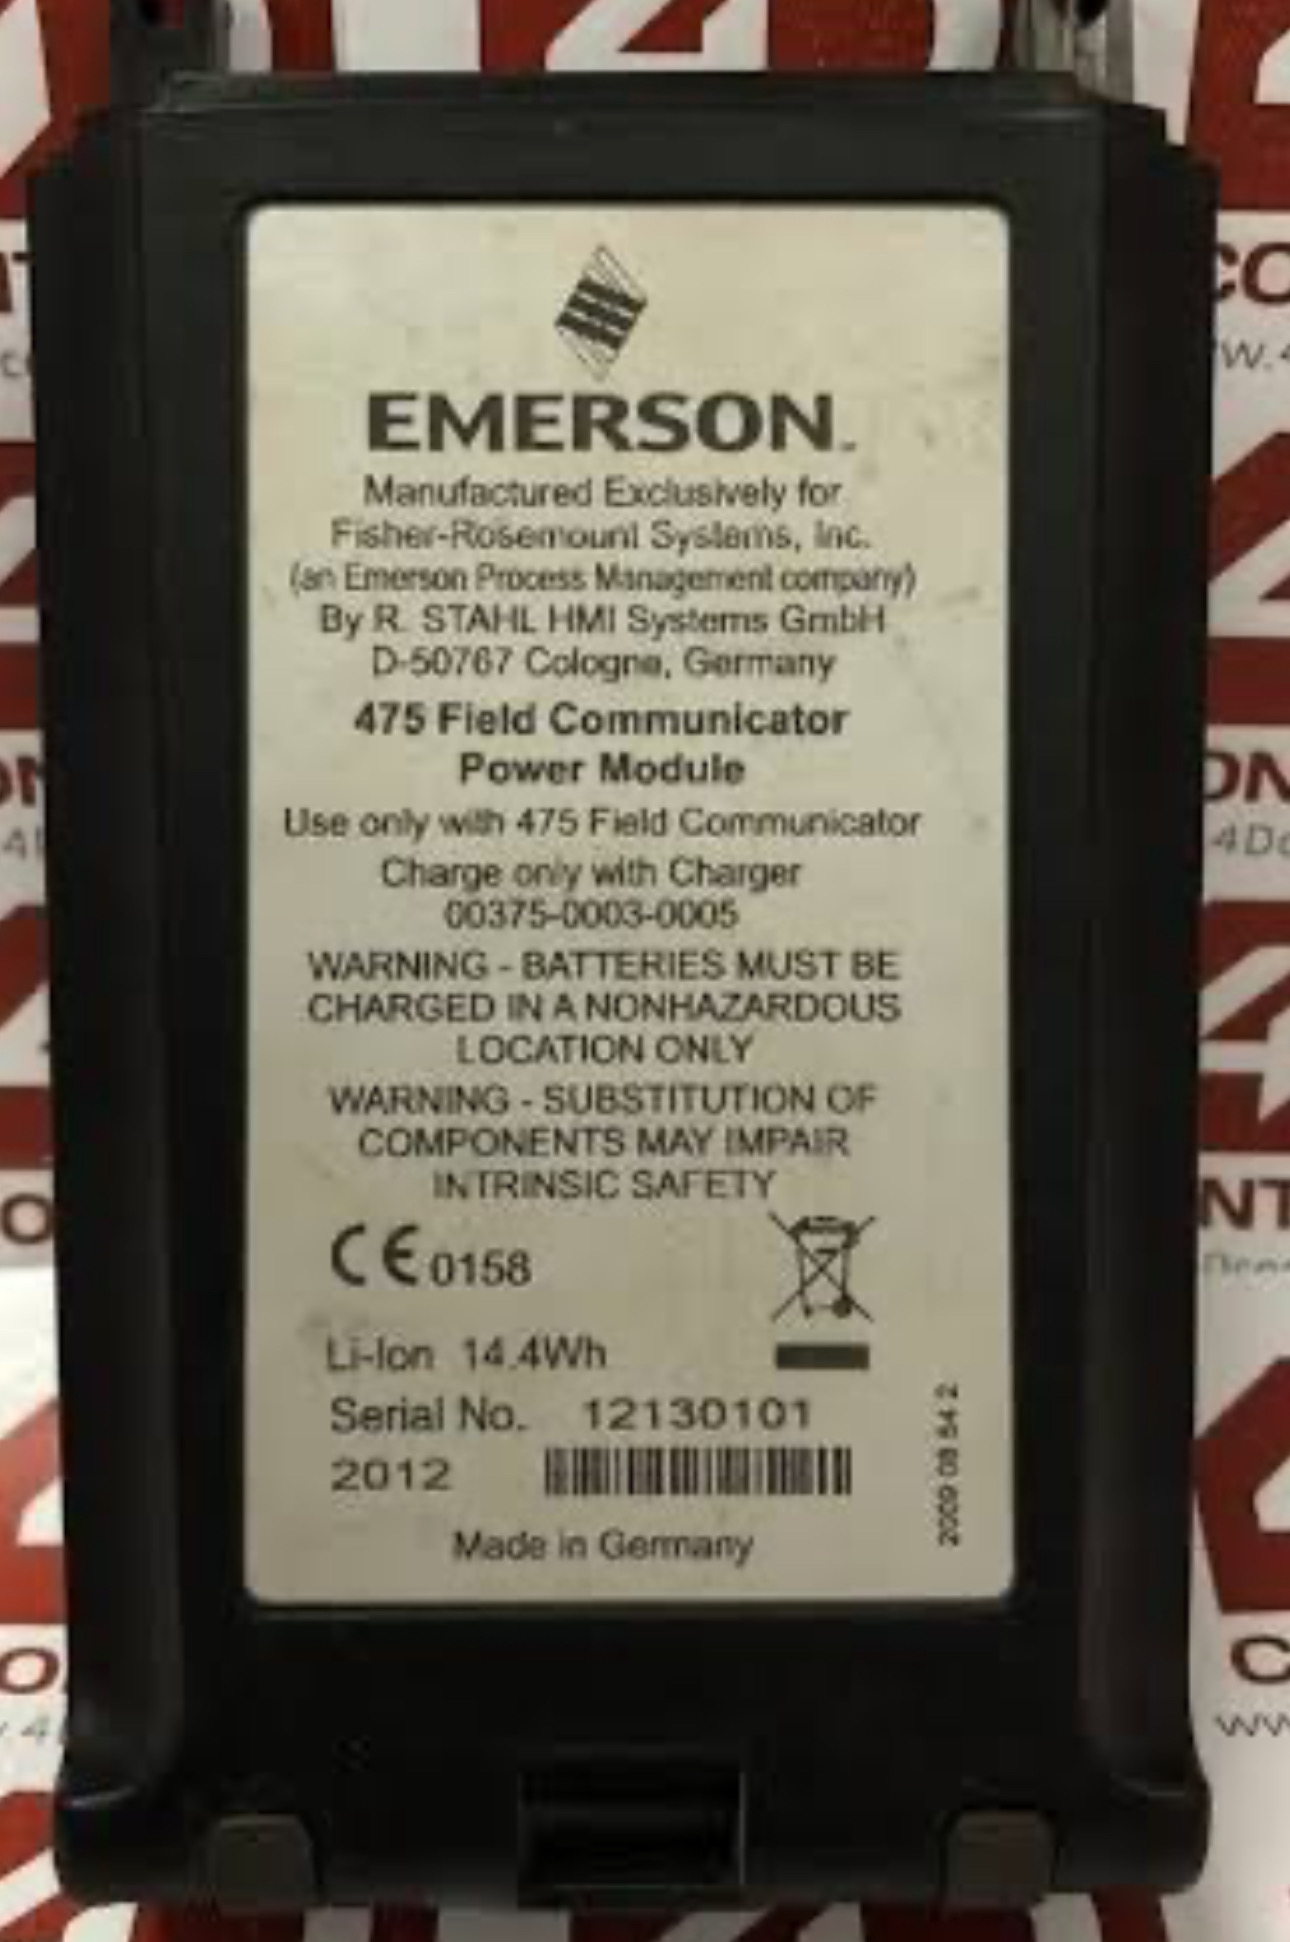 EMERSON™
Manufactured Exclusively for
Fisher-Rosemount Systems, Inc.
(an Emerson Process Management company)
By R. STAHL HMI Systems GmbH
D-50767 Cologne, Germany
475 Field Communicator
Power Module
Use only with 475 Field Communicator
Charge only with Charger
00375-0003-0005
WARNING - BATTERIES MUST BE
CHARGED IN A NONHAZARDOUS
LOCATION ONLY
WARNING - SUBSTITUTION OF
COMPONENTS MAY IMPAIR
INTRINSIC SAFETY
CE 0158
Li-Ion 14.4Wh
Serial No. 12130101
2012
Made in Germany
2009 08 54 2